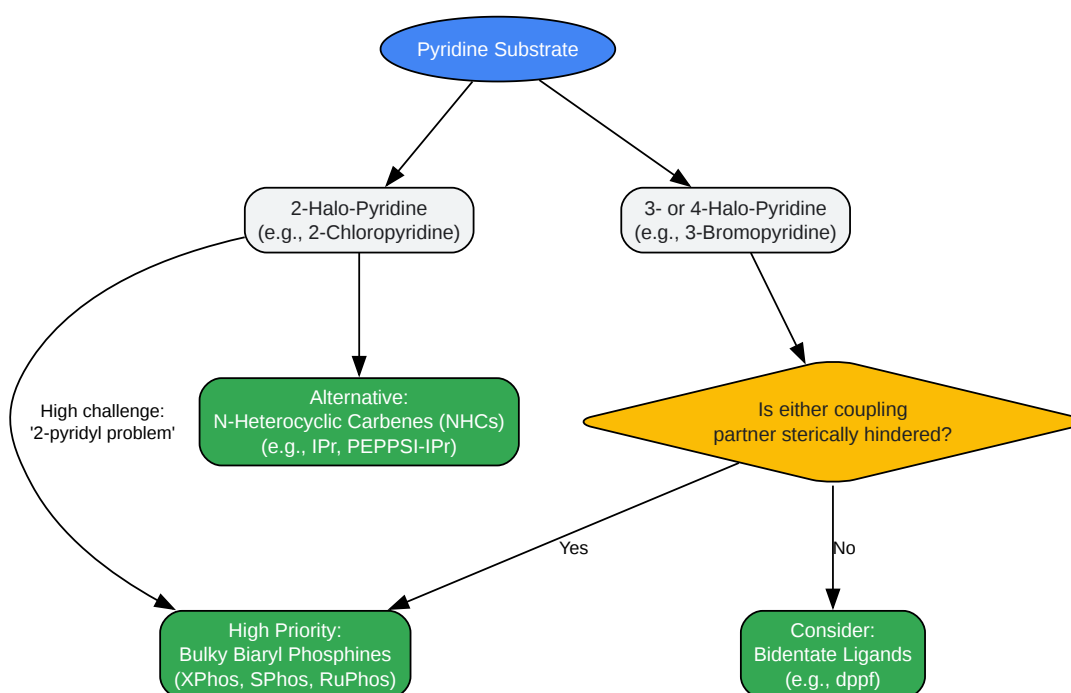 Pyridine Substrate
2-Halo-Pyridine
(e.g., 2-Chloropyridine)
3- or 4-Halo-Pyridine
(e.g., 3-Bromopyridine)
High challenge:
'2-pyridyl problem'
Alternative:
N-Heterocyclic Carbenes (NHCs)
(e.g., IPr, PEPPSI-IPr)
Is either coupling
partner sterically hindered?
Yes
No
High Priority:
Bulky Biaryl Phosphines
(XPhos, SPhos, RuPhos)
Consider:
Bidentate Ligands
(e.g., dppf)